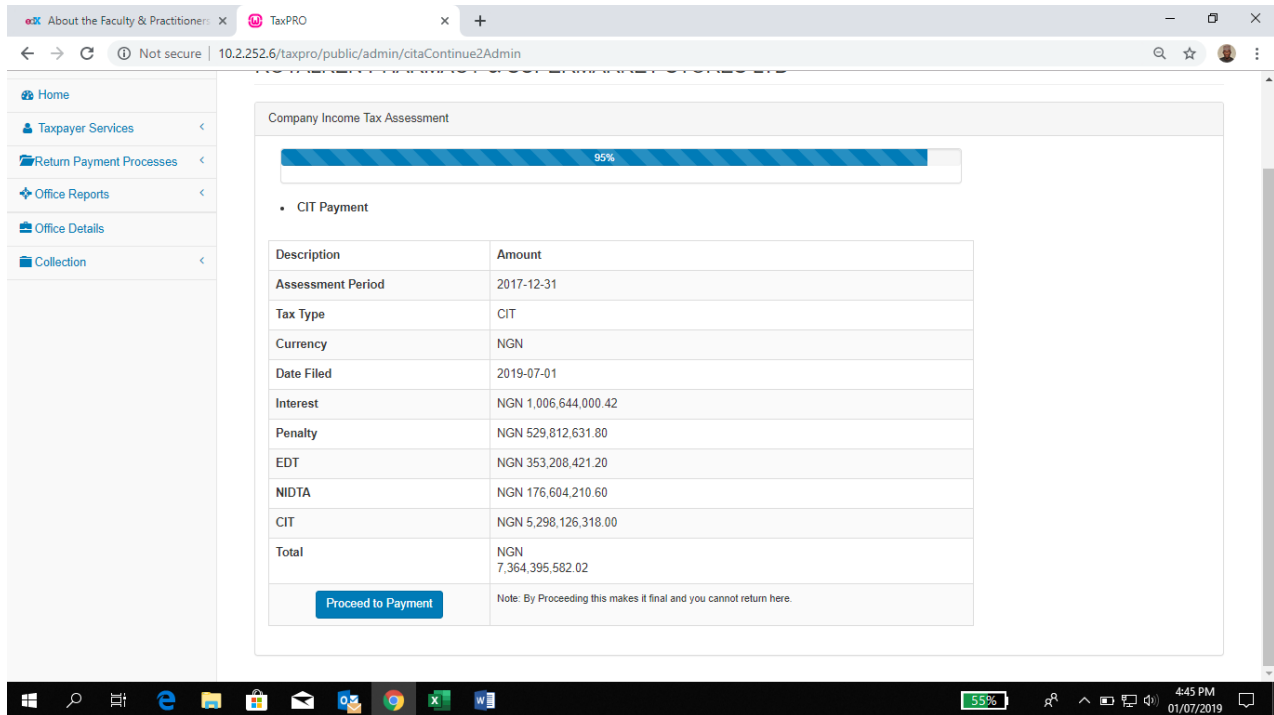 edX About the Faculty & Practitioners
TaxPRO
Not secure | 10.2.252.6/taxpro/public/admin/citaContinue2Admin
Home
Taxpayer Services
Return Payment Processes
Office Reports
Office Details
Collection
Company Income Tax Assessment
95%
• CIT Payment
Description Amount
Assessment Period 2017-12-31
Tax Type CIT
Currency NGN
Date Filed 2019-07-01
Interest NGN 1,006,644,000.42
Penalty NGN 529,812,631.80
EDT NGN 353,208,421.20
NIDTA NGN 176,604,210.60
CIT NGN 5,298,126,318.00
Total NGN
7,364,395,582.02
Proceed to Payment Note: By Proceeding this makes it final and you cannot return here.
55% 4:45 PM
01/07/2019